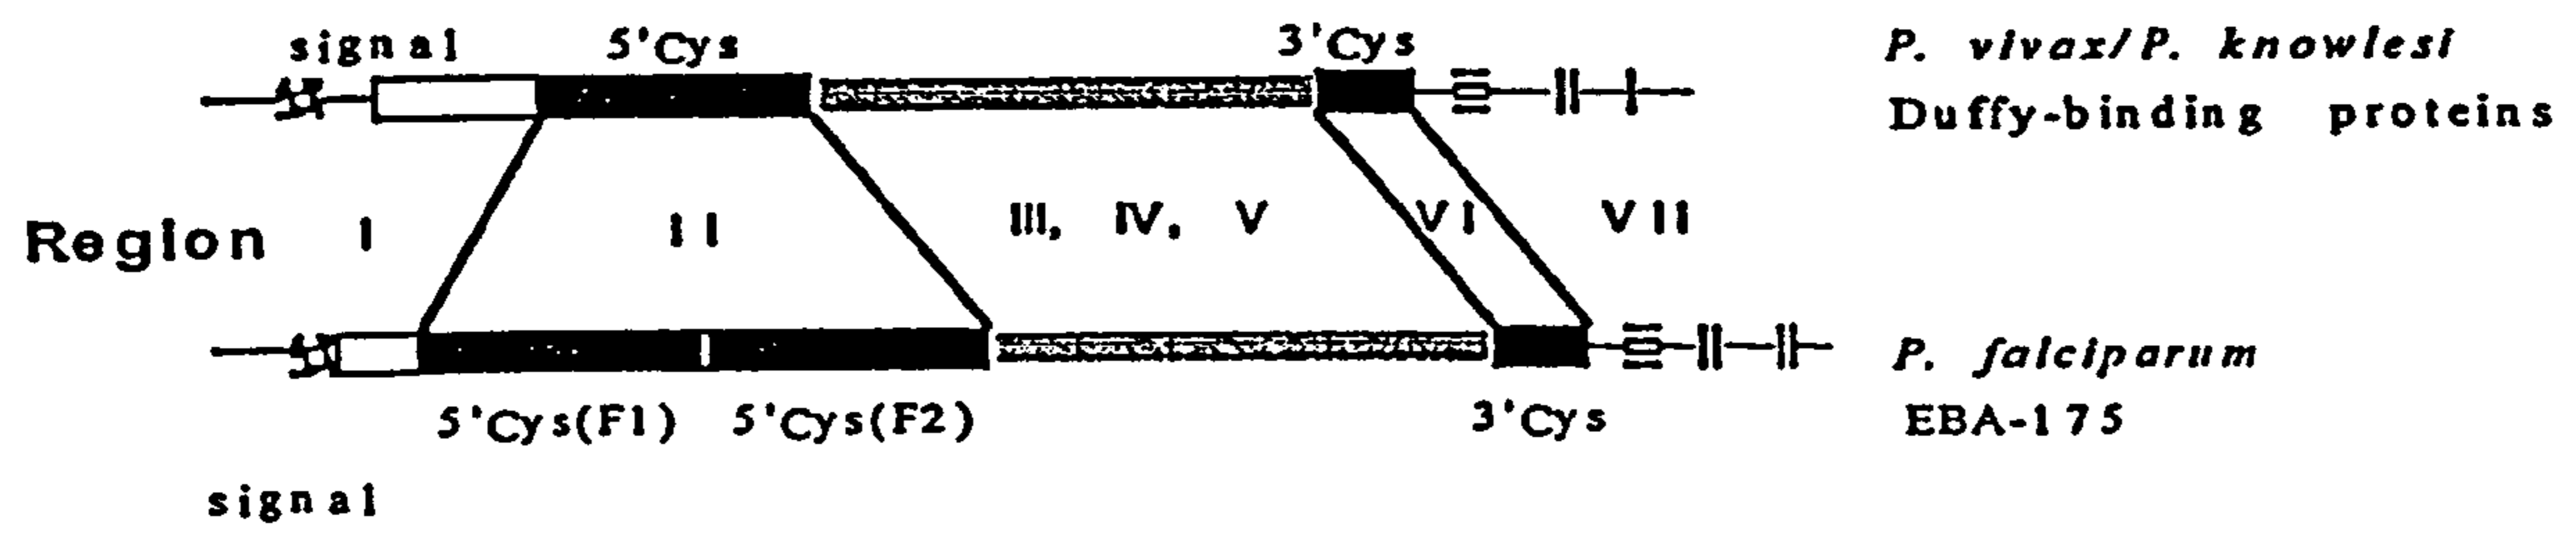 signal 5'Cys 3'Cys P. vivax/P. knowlesi
Duffy-binding proteins
Region I II III, IV, V VI VII
P. falciparum
5'Cys(F1) 5'Cys(F2) 3'Cys EBA-175
signal